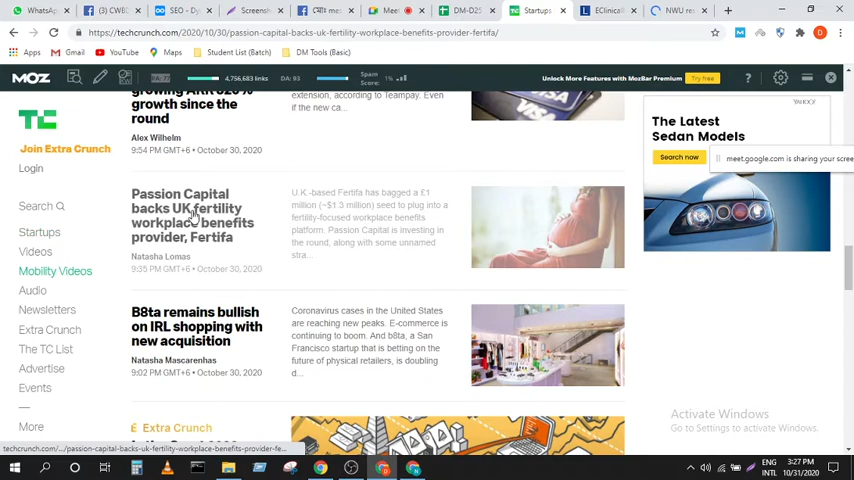 WhatsApp
(3) CWBD
SEO - Dy
Screensh
Meet
DM-D25
Startups
EClinical
NWU res
https://techcrunch.com/2020/10/30/passion-capital-backs-uk-fertility-workplace-benefits-provider-fertifa/
Apps
Gmail
YouTube
Maps
Student List (Batch)
DM Tools (Basic)
MOZ
4,756,683 links
DA: 93
Spam
Score:
1%
Unlock More Features with MozBar Premium
Try free
growth since the
round
Alex Wilhelm
9:54 PM GMT+6 • October 30, 2020
extension, according to Teampay. Even
if the new ca...
VISA
TC
Join Extra Crunch
Login
Search
Startups
Videos
Mobility Videos
Audio
Newsletters
Extra Crunch
The TC List
Advertise
Events
—
More
Passion Capital
backs UK fertility
workplace benefits
provider, Fertifa
Natasha Lomas
9:35 PM GMT+6 • October 30, 2020
U.K.-based Fertifa has bagged a £1
million (~$1.3 million) seed to plug into a
fertility-focused workplace benefits
platform. Passion Capital is investing in
the round, along with some unnamed
stra...
B8ta remains bullish
on IRL shopping with
new acquisition
Natasha Mascarenhas
9:02 PM GMT+6 • October 30, 2020
Coronavirus cases in the United States
are reaching new peaks. E-commerce is
continuing to boom. And b8ta, a San
Francisco startup that is betting on the
future of physical retailers, is doubling
d...
Extra Crunch
YAHOO!
The Latest
Sedan Models
Search now
meet.google.com is sharing your scree
Activate Windows
Go to Settings to activate Windows.
techcrunch.com/.../passion-capital-backs-uk-fertility-workplace-benefits-provider-fe...
ENG
INTL
3:27 PM
10/31/2020